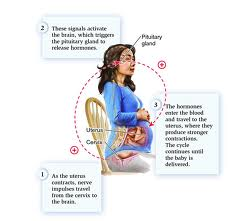 2
These signals activate
the brain, which triggers
the pituitary gland to
release hormones.
Pituitary
gland
3
The hormones
enter the blood
and travel to the
uterus, where they
produce stronger
contractions.
The cycle
continues until
the baby is
delivered.
Uterus
Cervix
1
As the uterus
contracts, nerve
impulses travel
from the cervix to
the brain.
+
+